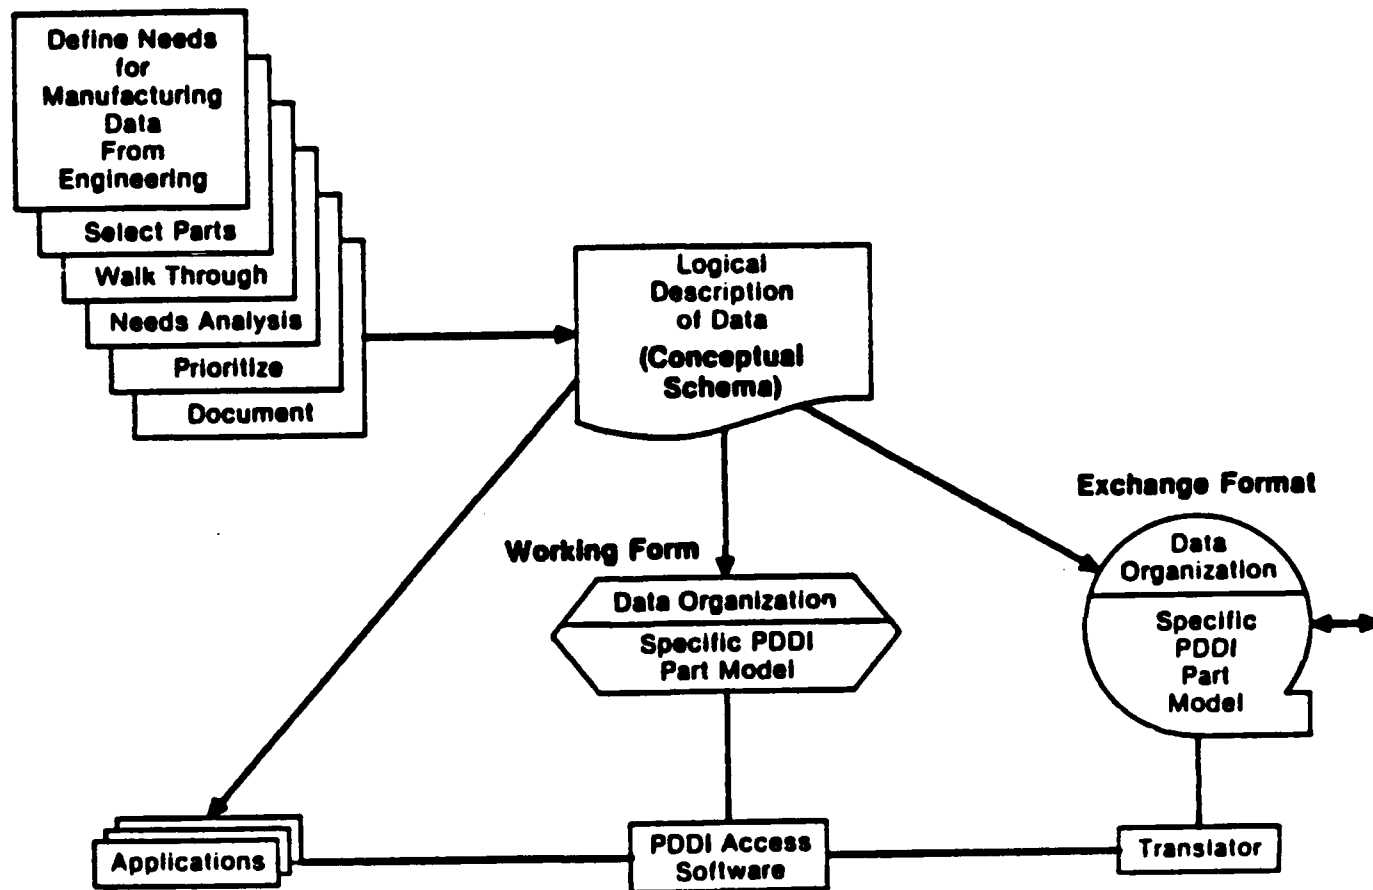 Define Needs
for
Manufacturing
Data
From
Engineering
Select Parts
Walk Through
Needs Analysis
Prioritize
Document
Logical
Description
of Data
(Conceptual
Schema)
Exchange Format
Data
Organization
Specific
PDDI
Part
Model
Working Form
Data Organization
Specific PDDI
Part Model
Applications
PDDI Access
Software
Translator